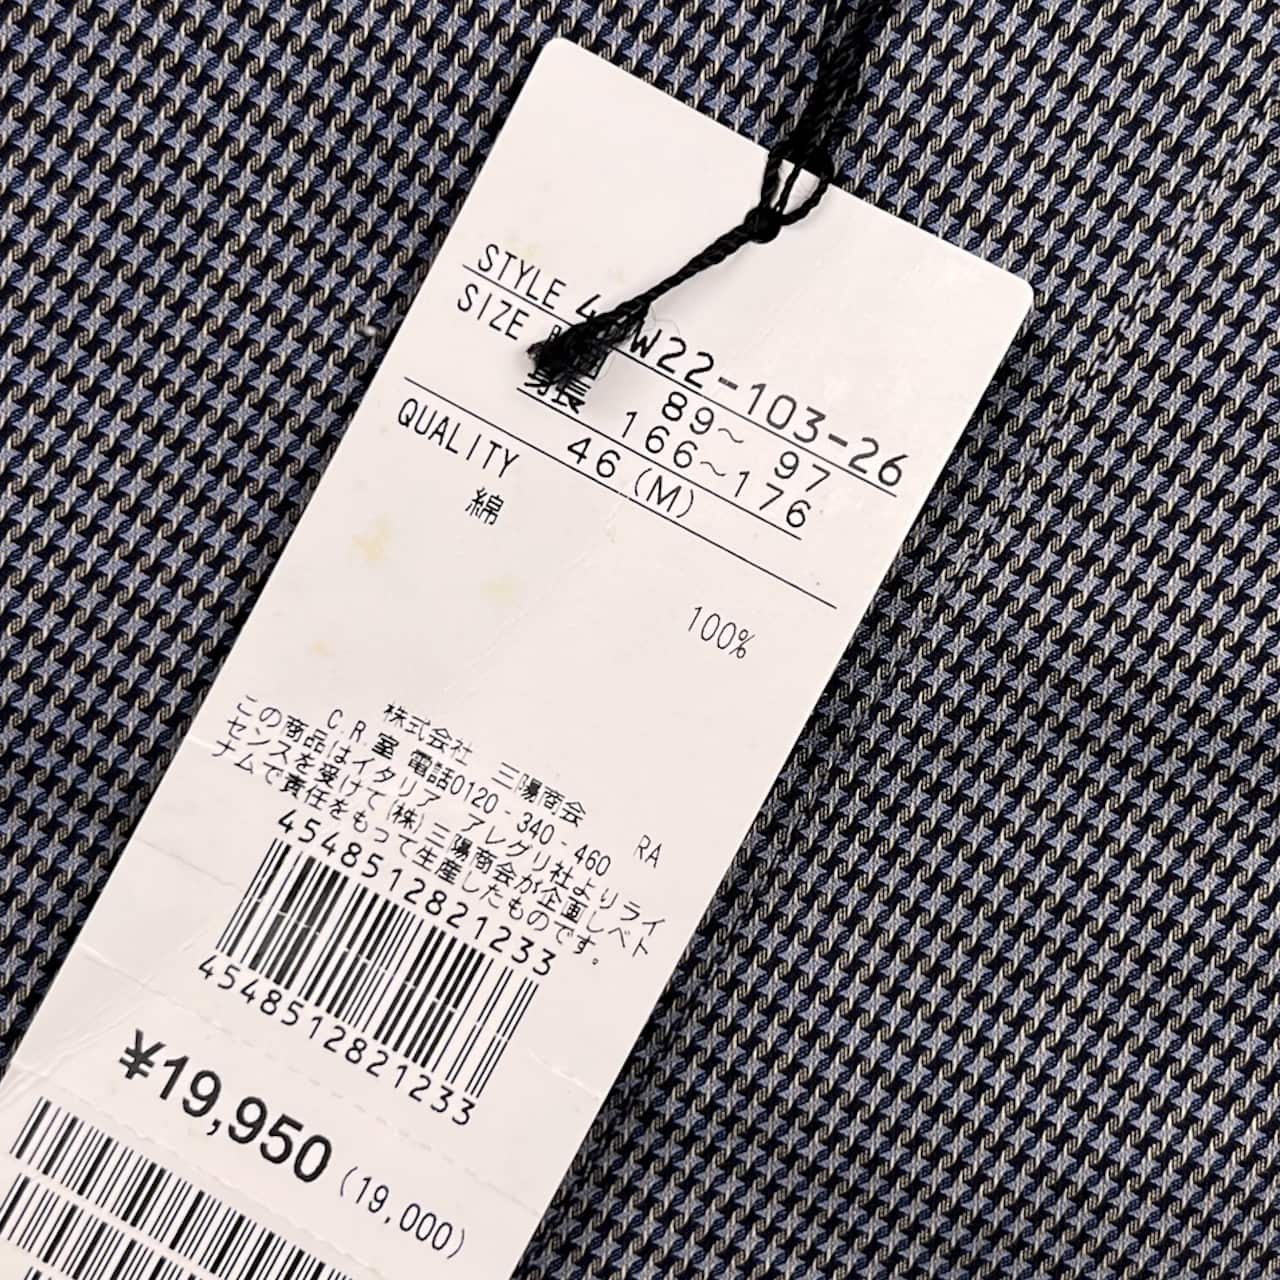 STYLE 4 W22-103-26
SIZE 89~ 97
身長 166~176
46(M)
QUALITY
綿 100%
株式会社 三陽商会
C.R.室 電話0120-340-460 RA
この商品はイタリア アレグリ社よりライ
センスを受けて(株)三陽商会が企画しベト
ナムで責任をもって生産したものです。
4548512821233
4548512821233
¥19,950 (19,000)